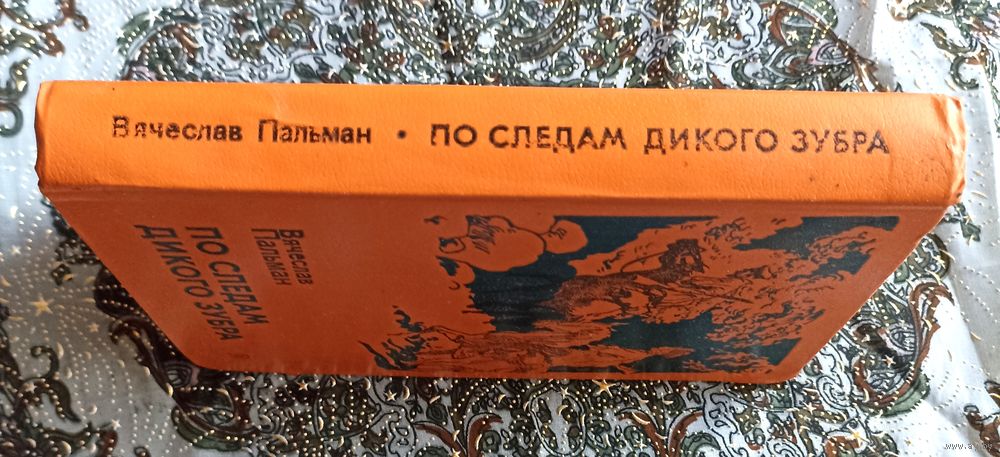 Вячеслав Пальман • ПО СЛЕДАМ ДИКОГО ЗУБРА
Вячеслав
Пальман
ПО СЛЕДАМ
ДИКОГО ЗУБРА